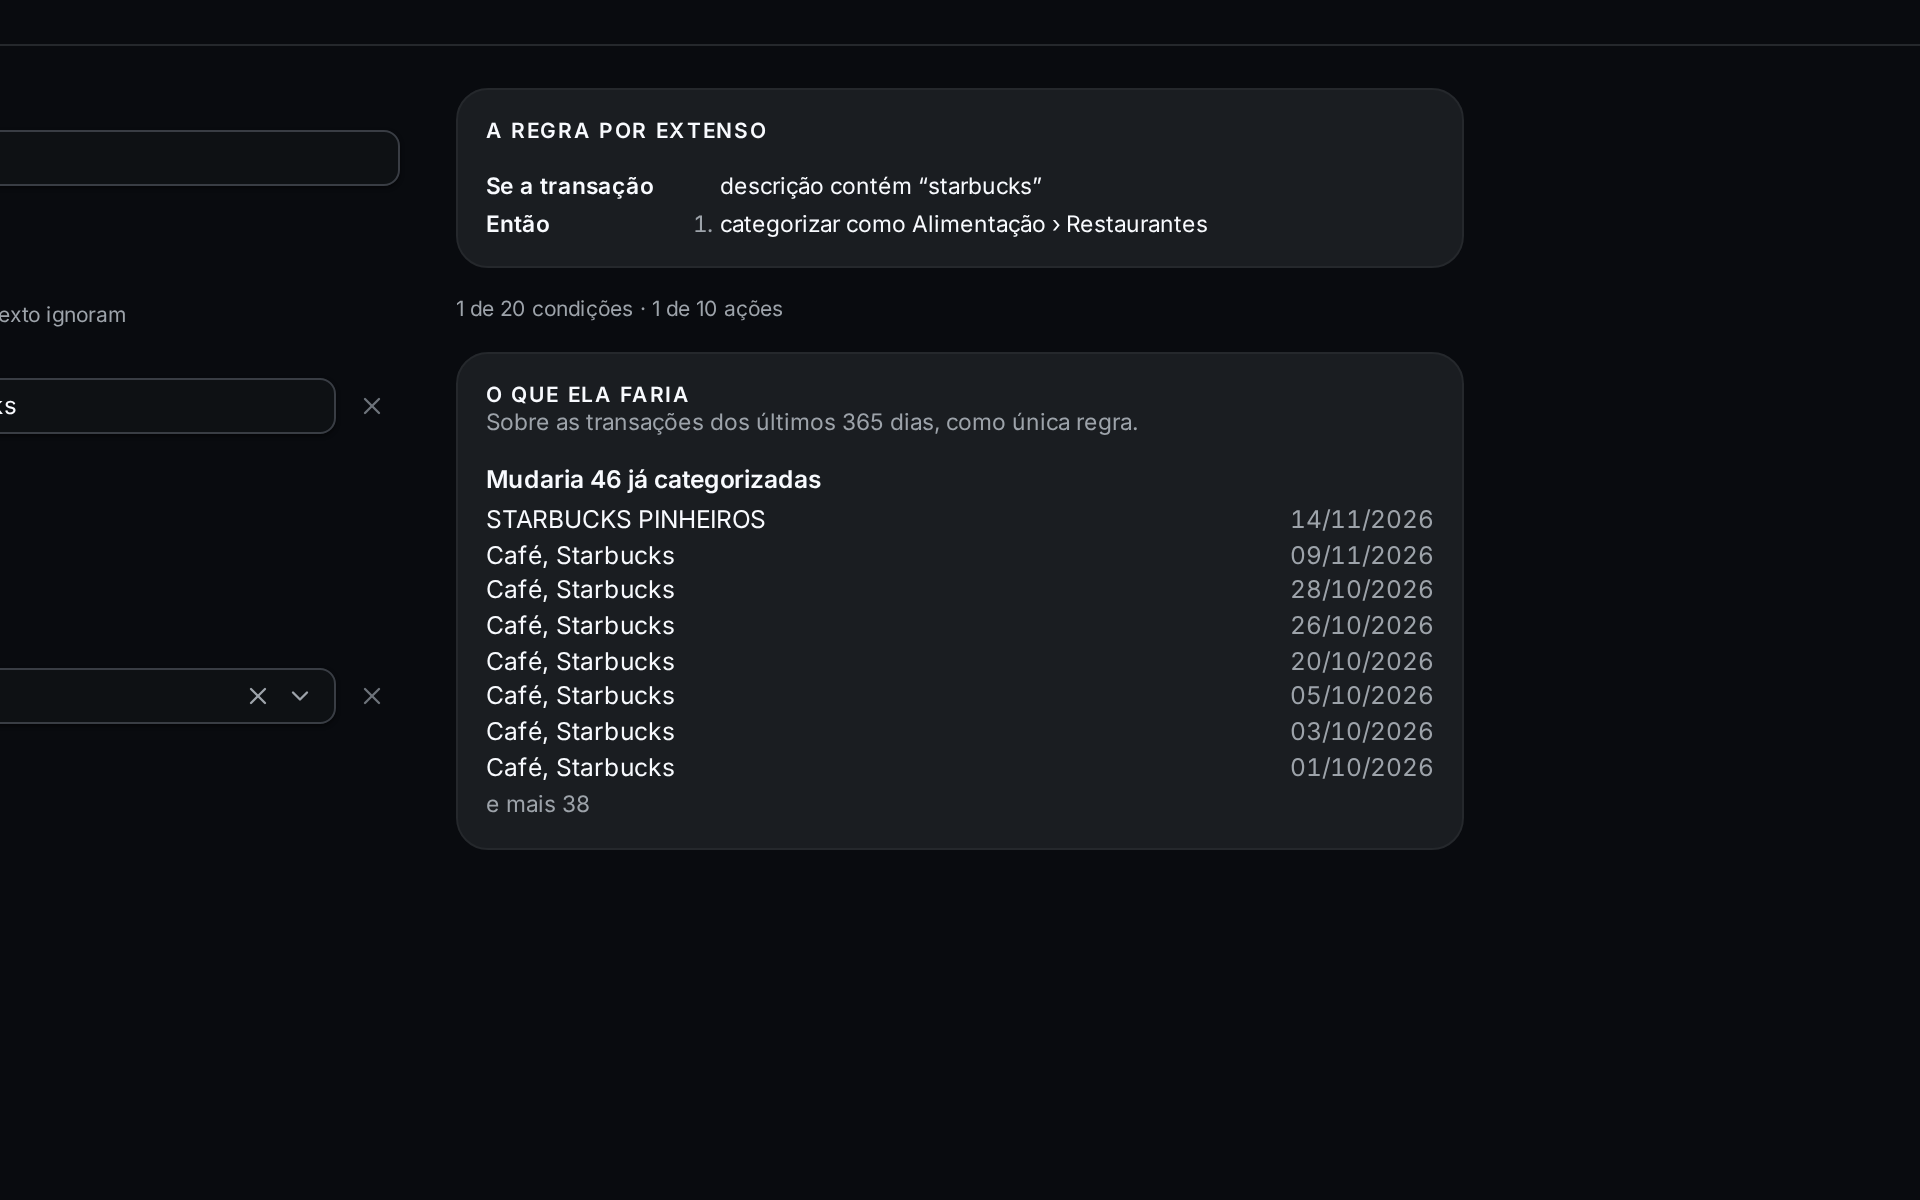 A REGRA POR EXTENSO
Se a transação descrição contém “starbucks”
Então 1. categorizar como Alimentação › Restaurantes
exto ignoram
1 de 20 condições · 1 de 10 ações
O QUE ELA FARIA
ks
Sobre as transações dos últimos 365 dias, como única regra.
Mudaria 46 já categorizadas
STARBUCKS PINHEIROS 14/11/2026
Café, Starbucks 09/11/2026
Café, Starbucks 28/10/2026
Café, Starbucks 26/10/2026
Café, Starbucks 20/10/2026
Café, Starbucks 05/10/2026
Café, Starbucks 03/10/2026
Café, Starbucks 01/10/2026
e mais 38